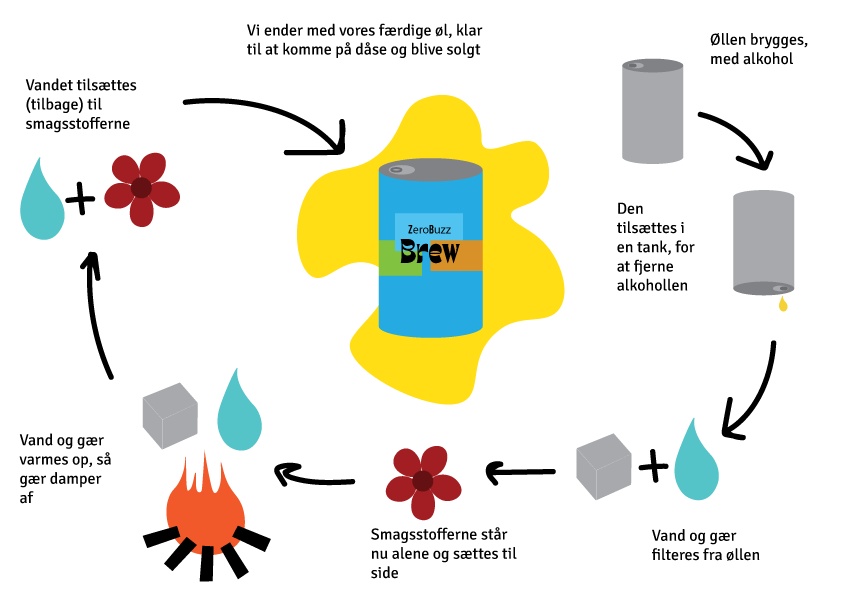 Vi ender med vores færdige øl, klar
til at komme på dåse og blive solgt
Øllen brygges,
med alkohol
Den
tilsættes i
en tank, for
at fjerne
alkohollen
Vand og gær
filteres fra øllen
Smagsstofferne står
nu alene og sættes til
side
Vand og gær
varmes op, så
gær damper
af
Vandet tilsættes
(tilbage) til
smagsstofferne
ZeroBuzz
Brew